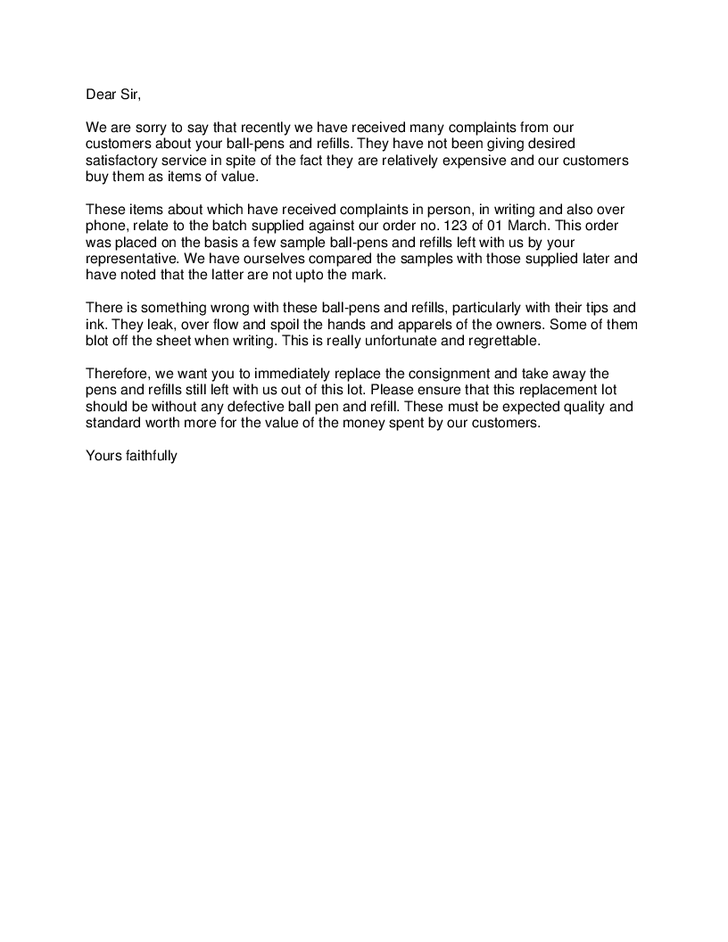 Dear Sir,
We are sorry to say that recently we have received many complaints from our
customers about your ball-pens and refills. They have not been giving desired
satisfactory service in spite of the fact they are relatively expensive and our customers
buy them as items of value.
These items about which have received complaints in person, in writing and also over
phone, relate to the batch supplied against our order no. 123 of 01 March. This order
was placed on the basis a few sample ball-pens and refills left with us by your
representative. We have ourselves compared the samples with those supplied later and
have noted that the latter are not upto the mark.
There is something wrong with these ball-pens and refills, particularly with their tips and
ink. They leak, over flow and spoil the hands and apparels of the owners. Some of them
blot off the sheet when writing. This is really unfortunate and regrettable.
Therefore, we want you to immediately replace the consignment and take away the
pens and refills still left with us out of this lot. Please ensure that this replacement lot
should be without any defective ball pen and refill. These must be expected quality and
standard worth more for the value of the money spent by our customers.
Yours faithfully